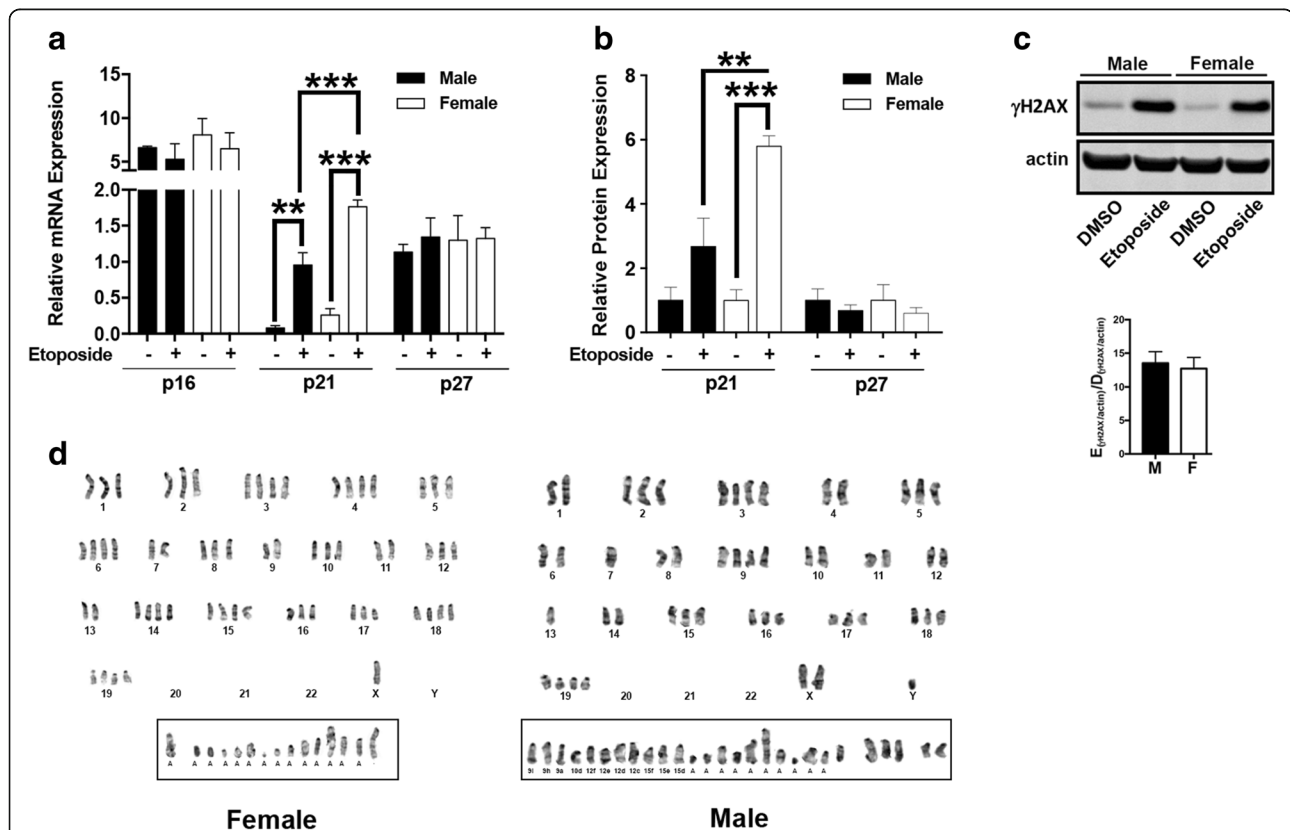 a
Relative mRNA Expression
15
10
5
2.0
1.5
1.0
0.5
0.0
***
***
**
Male
Female
Etoposide - + - + - + - + - + - +
p16 p21 p27
b
Relative Protein Expression
8
6
4
2
0
**
***
Male
Female
Etoposide - + - + - + - +
p21 p27
c
Male Female
γH2AX
actin
DMSO Etoposide DMSO Etoposide
E(γH2AX/actin)/D(γH2AX/actin)
20
15
10
5
0
M F
d
1 2 3 4 5
6 7 8 9 10 11 12
13 14 15 16 17 18
19 20 21 22 X Y
A A A A A A A A A A A A A A
Female
1 2 3 4 5
6 7 8 9 10 11 12
13 14 15 16 17 18
19 20 21 22 X Y
9h 9a 10d 12f 12e 12d 12c 15f 15e 15d A A A A A A A A A A
Male